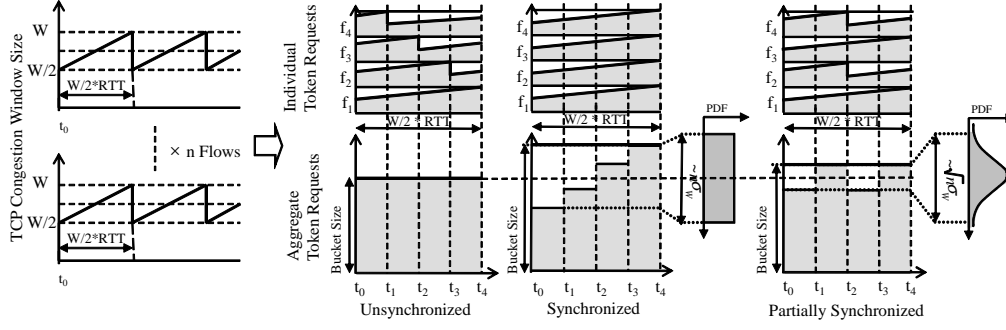 TCP Congestion Window Size
W
W/2
W/2*RTT
t0
× n Flows
W
W/2
W/2*RTT
t0
Individual
Token Requests
f4
f3
f2
f1
W/2 * RTT
Aggregate
Token Requests
Bucket Size
t0 t1 t2 t3 t4
Unsynchronized
W/2 * RTT
Bucket Size
PDF
t0 t1 t2 t3 t4
Synchronized
f4
f3
f2
f1
f4
f3
f2
f1
W/2 * RTT
Bucket Size
PDF
t0 t1 t2 t3 t4
Partially Synchronized